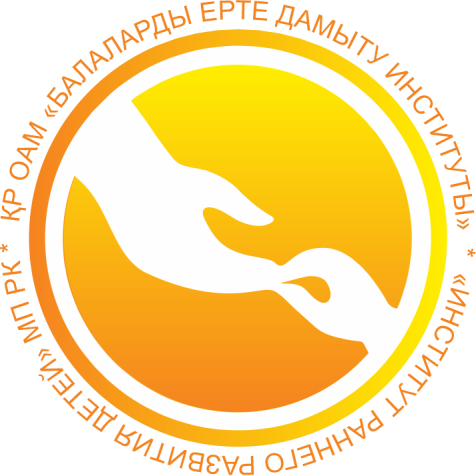 ҚР ОАМ «БАЛАЛАРДЫ ЕРТЕ ДАМЫТУ ИНСТИТУТЫ»
* «ИНСТИТУТ РАННЕГО РАЗВИТИЯ ДЕТЕЙ» МП РК *